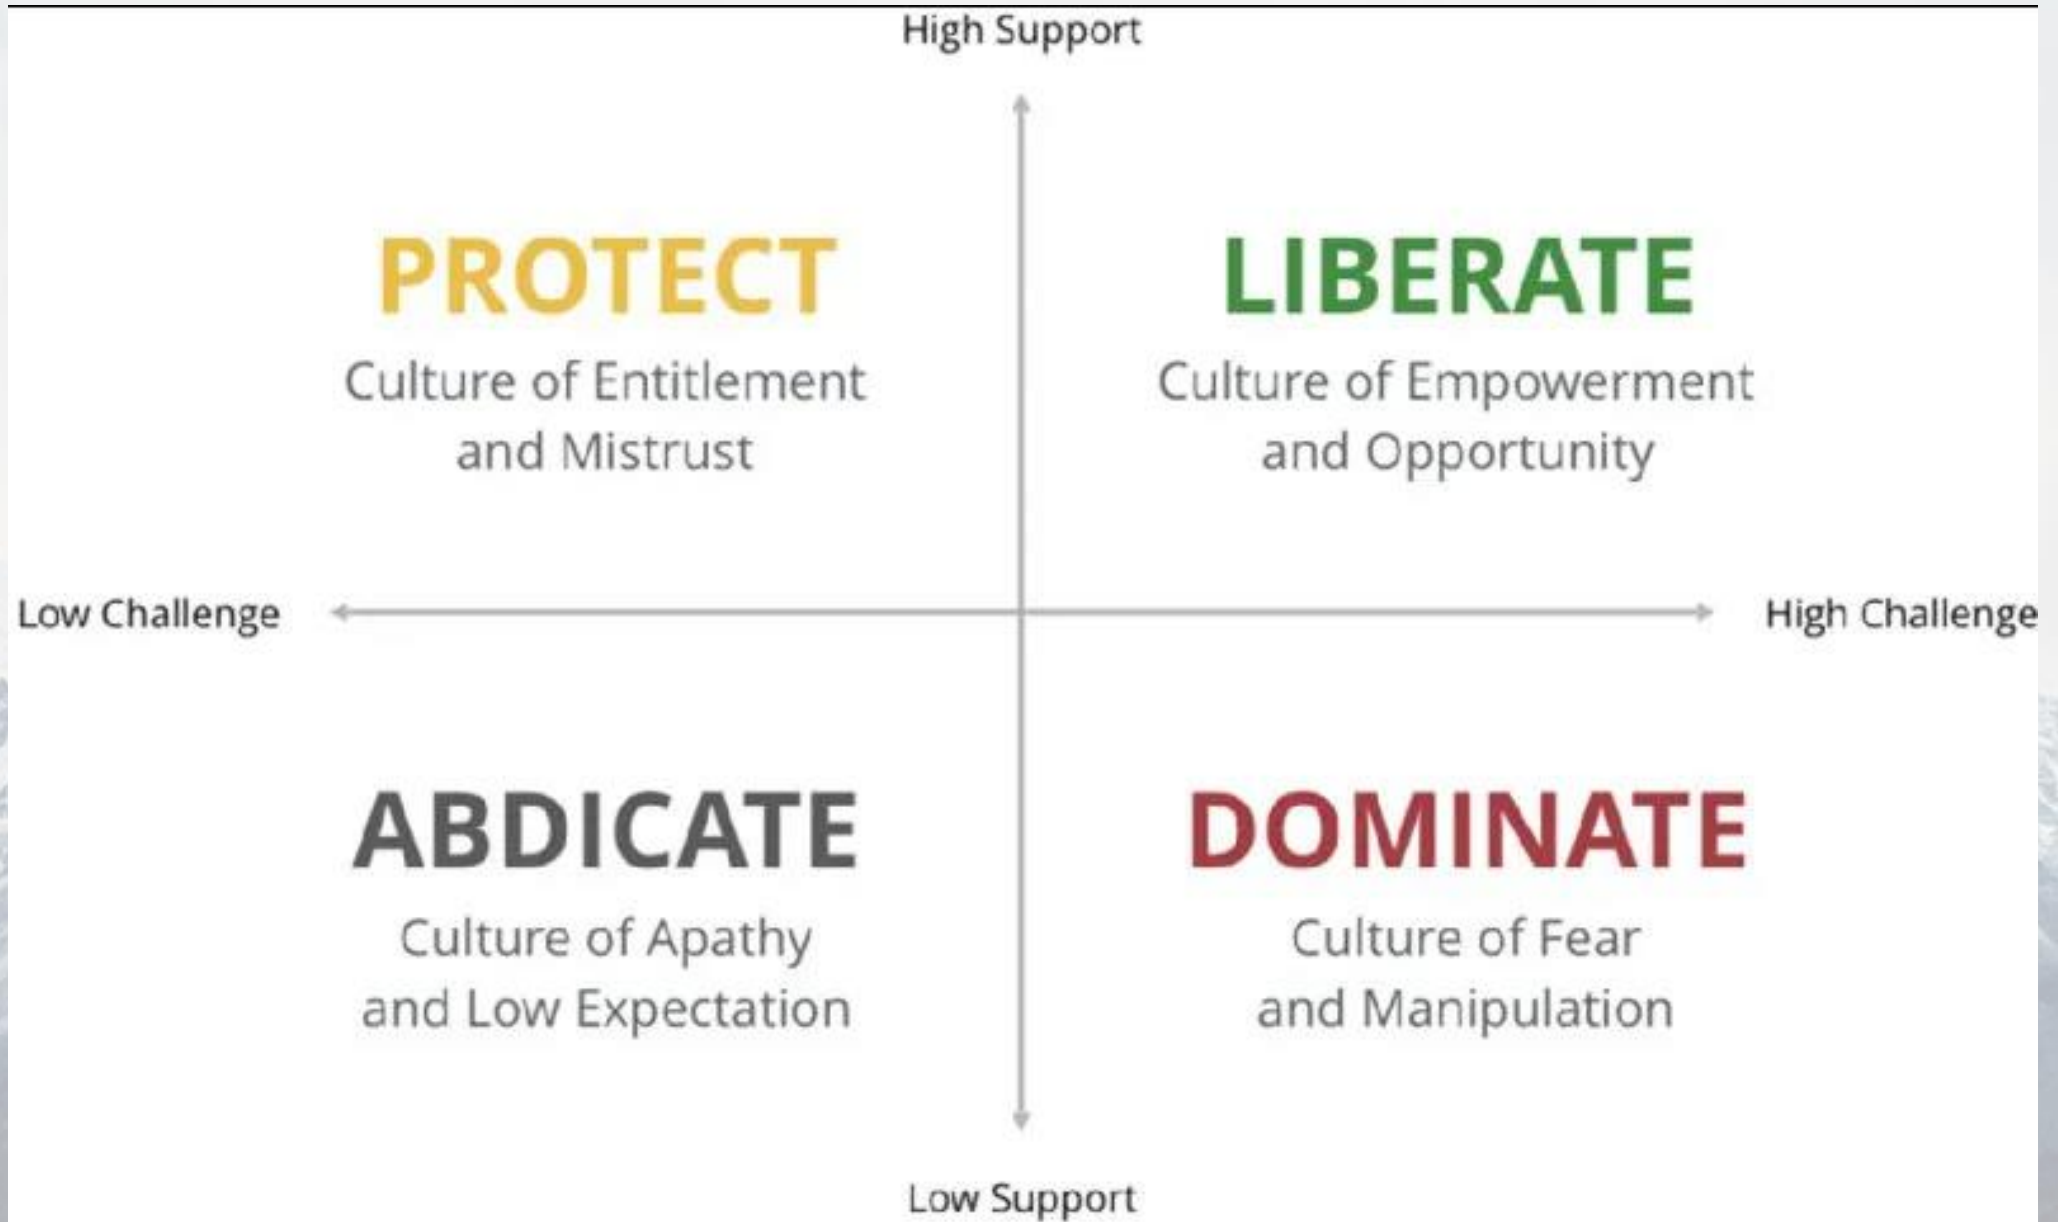 High Support
PROTECT
Culture of Entitlement
and Mistrust
LIBERATE
Culture of Empowerment
and Opportunity
Low Challenge
High Challenge
ABDICATE
Culture of Apathy
and Low Expectation
DOMINATE
Culture of Fear
and Manipulation
Low Support